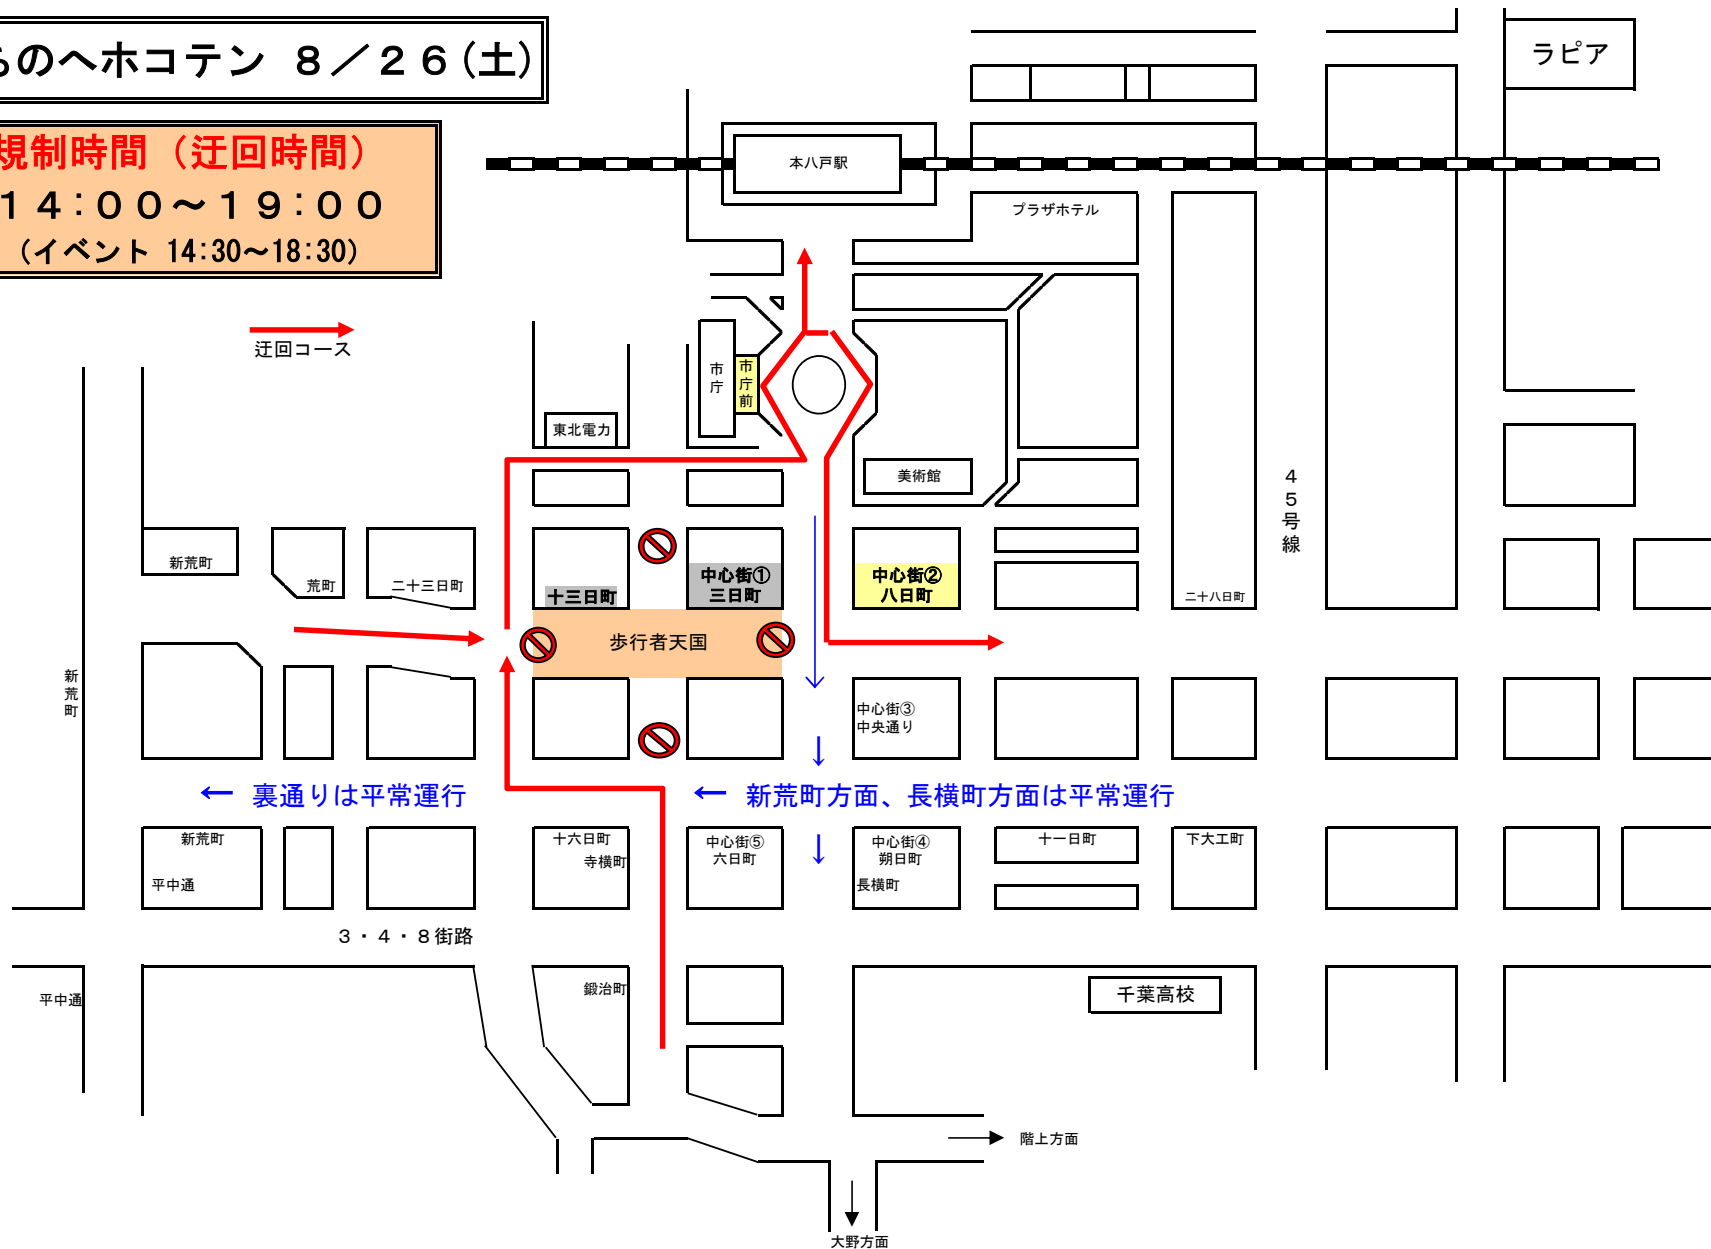 ちのへホコテン ８／２６(土)
規制時間（迂回時間）
１４：００～１９：００
（イベント 14:30～18:30）
迂回コース
ラピア
本八戸駅
プラザホテル
市庁
市庁前
東北電力
美術館
４５号線
新荒町
荒町
二十三日町
十三日町
中心街①
三日町
中心街②
八日町
二十八日町
歩行者天国
新荒町
中心街③
中央通り
← 裏通りは平常運行
← 新荒町方面、長横町方面は平常運行
↓
↓
新荒町
平中通
十六日町
寺横町
中心街⑤
六日町
中心街④
朔日町
長横町
十一日町
下大工町
３・４・８街路
平中通
鍛治町
千葉高校
階上方面
大野方面